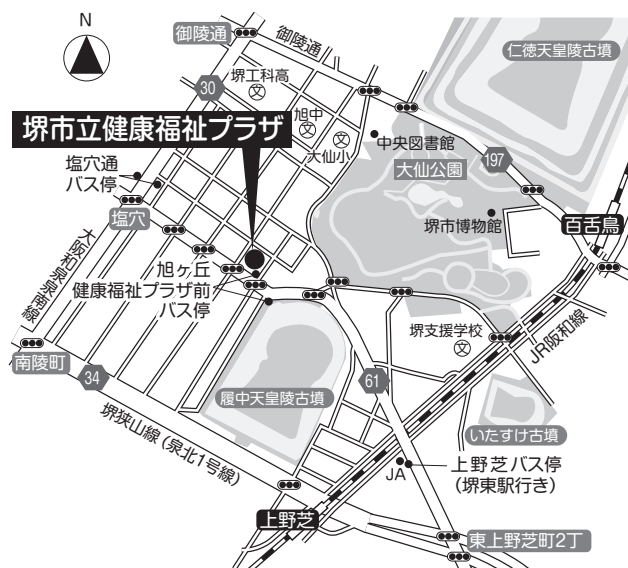 N
御陵通
御陵通
仁徳天皇陵古墳
堺工科高
文
30
旭中
文
文
大仙小
中央図書館
大仙公園
197
堺市立健康福祉プラザ
塩穴通
バス停
塩穴
堺市博物館
百舌鳥
大阪和泉泉南線
旭ヶ丘
健康福祉プラザ前
バス停
堺支援学校
文
JR阪和線
南陵町
34
61
履中天皇陵古墳
いたすけ古墳
堺狭山線（泉北1号線）
JA
上野芝バス停
（堺東駅行き）
上野芝
東上野芝町2丁